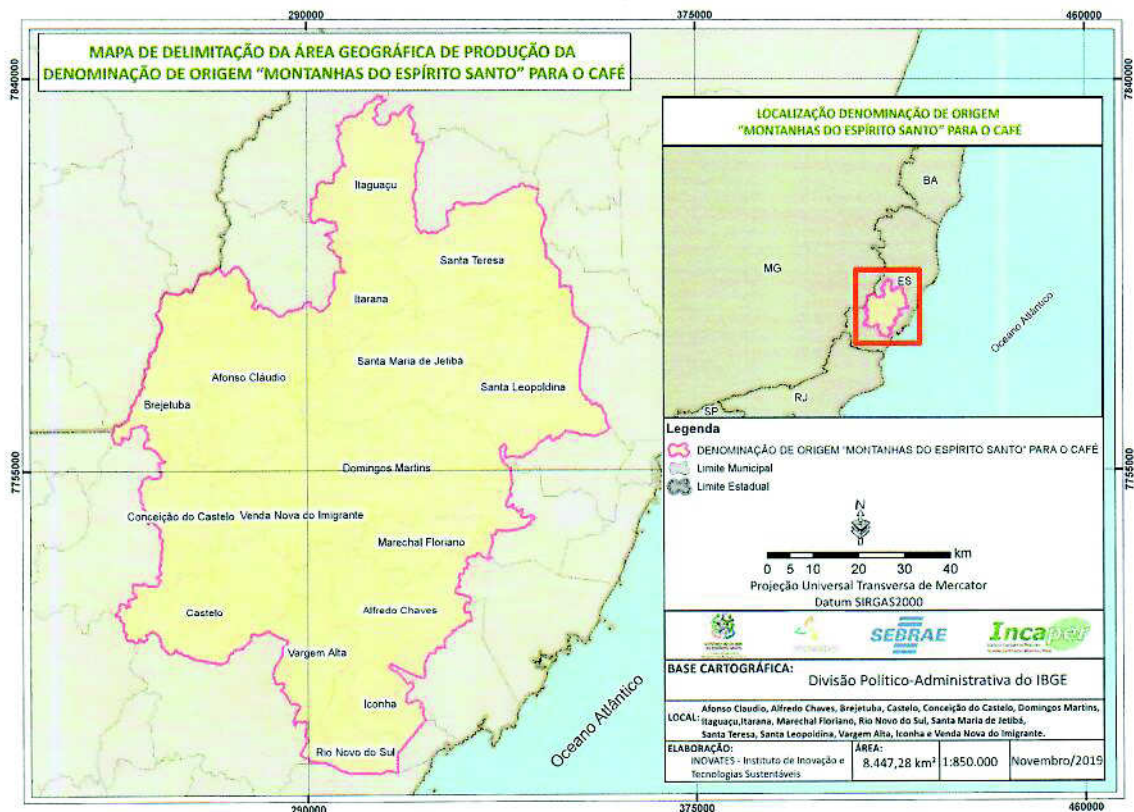 290000
375000
460000
7840000
7840000
MAPA DE DELIMITAÇÃO DA ÁREA GEOGRÁFICA DE PRODUÇÃO DA
DENOMINAÇÃO DE ORIGEM "MONTANHAS DO ESPÍRITO SANTO" PARA O CAFÉ
LOCALIZAÇÃO DENOMINAÇÃO DE ORIGEM
"MONTANHAS DO ESPÍRITO SANTO" PARA O CAFÉ
BA
MG
ES
Oceano Atlântico
RJ
SP
Itaguaçu
Santa Teresa
Itarana
Santa Maria de Jetibá
Afonso Cláudio
Santa Leopoldina
Brejetuba
Domingos Martins
Conceição do Castelo
Venda Nova do Imigrante
Marechal Floriano
Castelo
Alfredo Chaves
Vargem Alta
Iconha
Rio Novo do Sul
Oceano Atlântico
7755000
7755000
Legenda
DENOMINAÇÃO DE ORIGEM "MONTANHAS DO ESPÍRITO SANTO" PARA O CAFÉ
Limite Municipal
Limite Estadual
N
km
0 5 10 20 30 40
Projeção Universal Transversa de Mercator
Datum SIRGAS2000
SEBRAE
Incaper
BASE CARTOGRÁFICA:
Divisão Político-Administrativa do IBGE
LOCAL: Afonso Claudio, Alfredo Chaves, Brejetuba, Castelo, Conceição do Castelo, Domingos Martins,
Itaguaçu,Itarana, Marechal Floriano, Rio Novo do Sul, Santa Maria de Jetibá,
Santa Teresa, Santa Leopoldina, Vargem Alta, Iconha e Venda Nova do Imigrante.
ELABORAÇÃO:
INOVATES - Instituto de Inovação e
Tecnologias Sustentáveis
ÁREA:
8.447,28 km²
1:850.000
Novembro/2019
290000
375000
460000